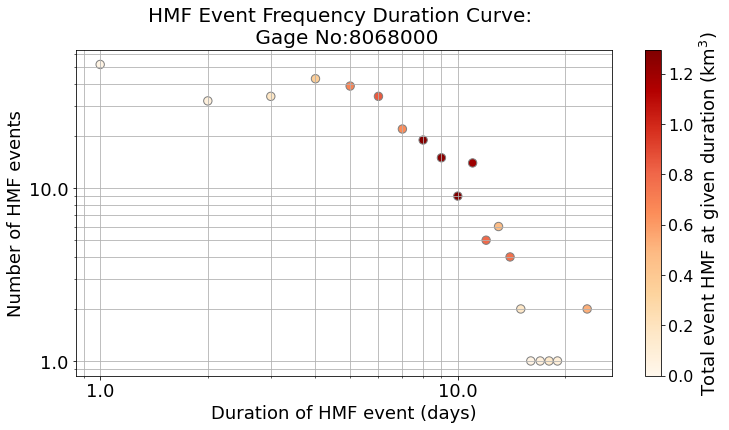 HMF Event Frequency Duration Curve:
Gage No:8068000
Number of HMF events
10.0
1.0
1.0
10.0
Duration of HMF event (days)
1.2
1.0
0.8
0.6
0.4
0.2
0.0
Total event HMF at given duration (km³)